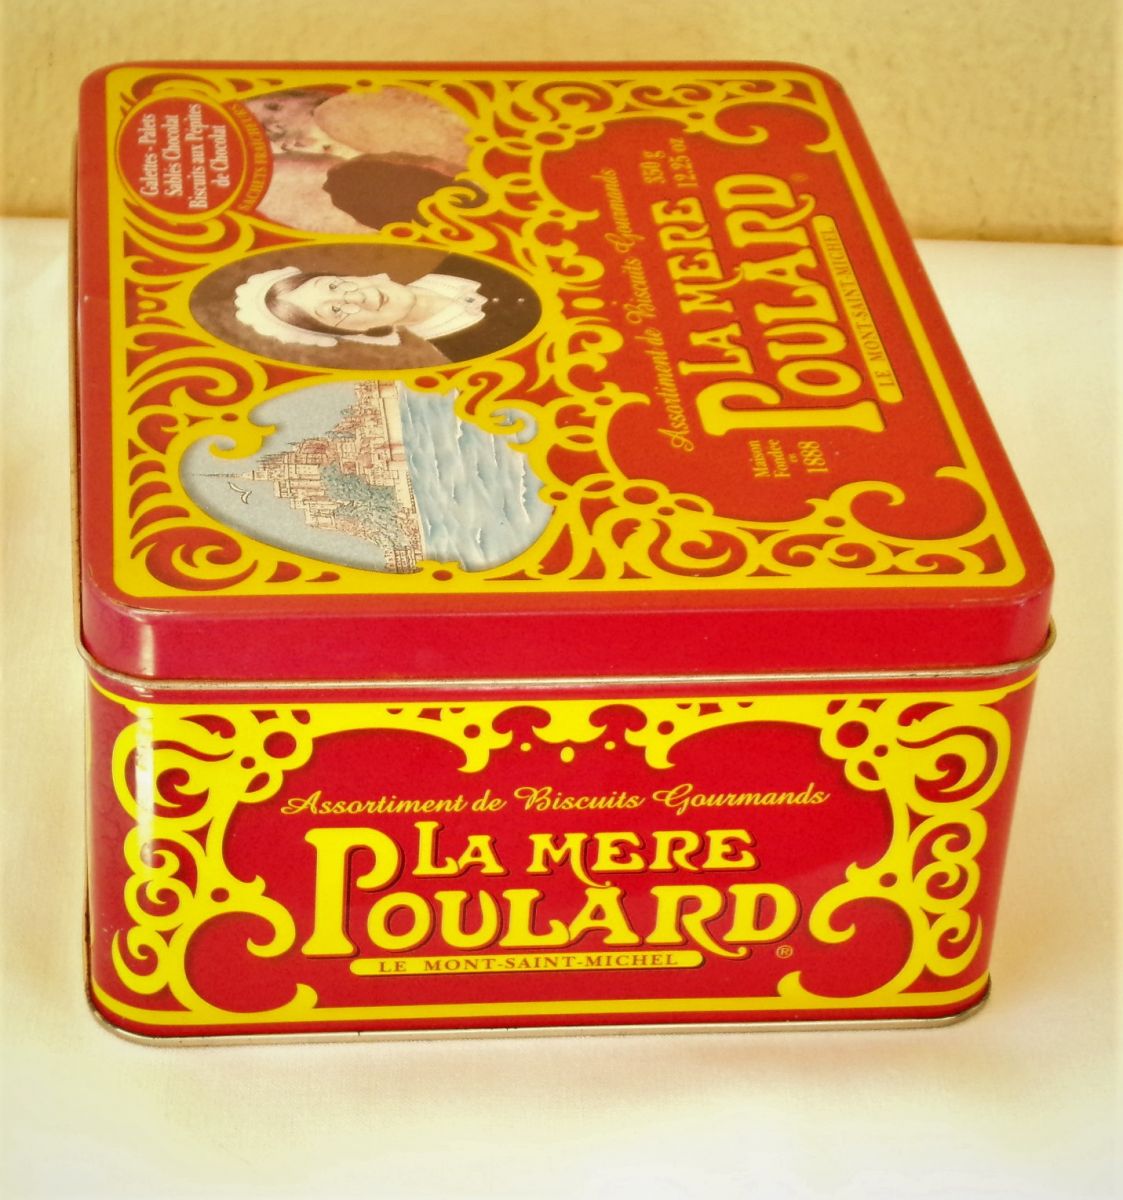 Galettes - Palets
Sablés Chocolat
Biscuits aux Pépites
de Chocolat
SACHETS FRAÎCHEURS
Assortiment de Biscuits Gourmands
350 g
12.25 oz
LA MERE
POULARD
LE MONT-SAINT-MICHEL
Maison
Fondée
en
1888
Assortiment de Biscuits Gourmands
LA MERE
POULARD®
LE MONT-SAINT-MICHEL